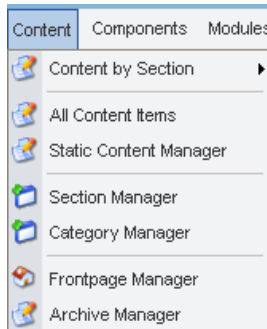 Content Components Modules
Content by Section
All Content Items
Static Content Manager
Section Manager
Category Manager
Frontpage Manager
Archive Manager